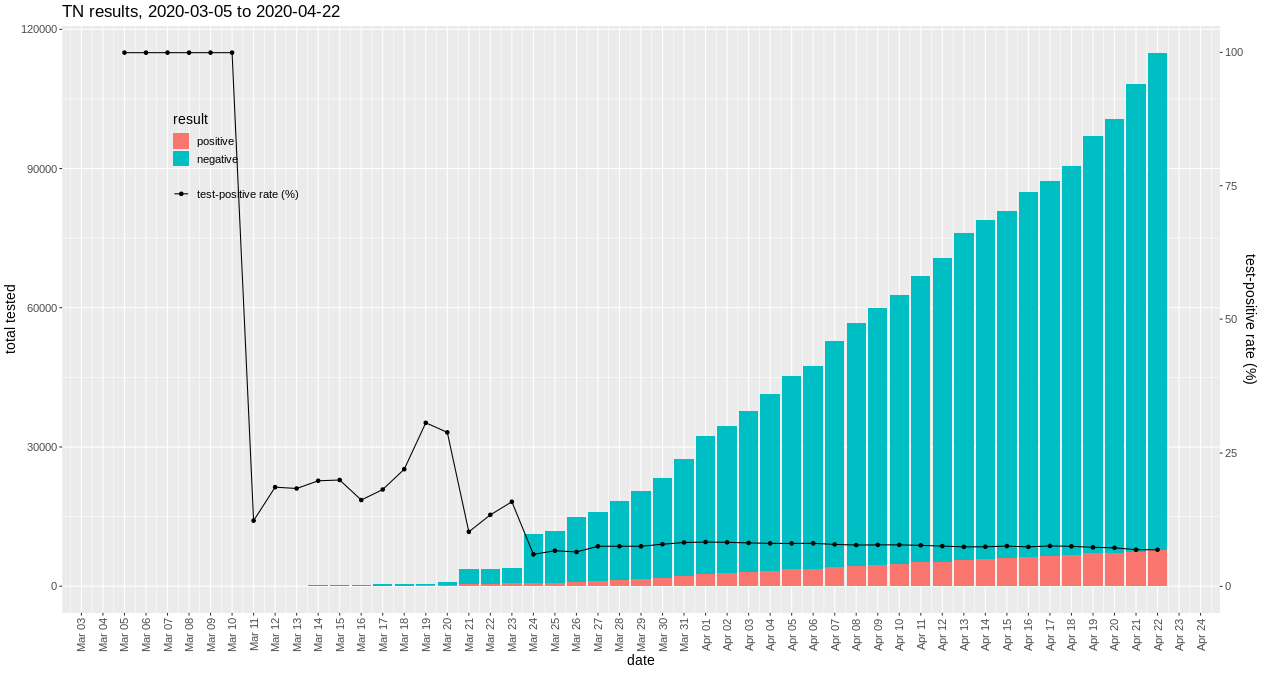 TN results, 2020-03-05 to 2020-04-22
120000
90000
60000
30000
0
total tested
result
positive
negative
test-positive rate (%)
100
75
50
25
0
test-positive rate (%)
Mar 03
Mar 04
Mar 05
Mar 06
Mar 07
Mar 08
Mar 09
Mar 10
Mar 11
Mar 12
Mar 13
Mar 14
Mar 15
Mar 16
Mar 17
Mar 18
Mar 19
Mar 20
Mar 21
Mar 22
Mar 23
Mar 24
Mar 25
Mar 26
Mar 27
Mar 28
Mar 29
Mar 30
Mar 31
Apr 01
Apr 02
Apr 03
Apr 04
Apr 05
Apr 06
Apr 07
Apr 08
Apr 09
Apr 10
Apr 11
Apr 12
Apr 13
Apr 14
Apr 15
Apr 16
Apr 17
Apr 18
Apr 19
Apr 20
Apr 21
Apr 22
Apr 23
Apr 24
date